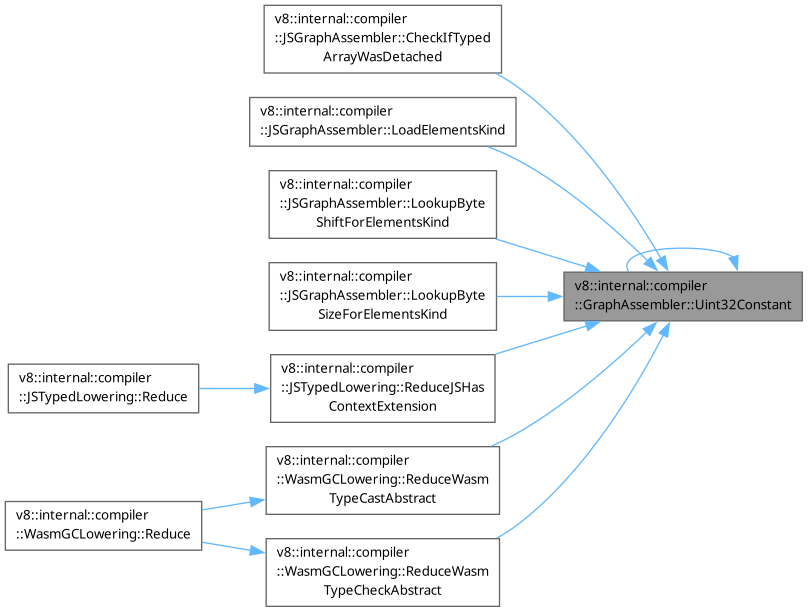 v8::internal::compiler
::JSGraphAssembler::CheckIfTyped
ArrayWasDetached
v8::internal::compiler
::JSGraphAssembler::LoadElementsKind
v8::internal::compiler
::JSGraphAssembler::LookupByte
ShiftForElementsKind
v8::internal::compiler
::JSGraphAssembler::LookupByte
SizeForElementsKind
v8::internal::compiler
::GraphAssembler::Uint32Constant
v8::internal::compiler
::JSTypedLowering::Reduce
v8::internal::compiler
::JSTypedLowering::ReduceJSHas
ContextExtension
v8::internal::compiler
::WasmGCLowering::ReduceWasm
TypeCastAbstract
v8::internal::compiler
::WasmGCLowering::Reduce
v8::internal::compiler
::WasmGCLowering::ReduceWasm
TypeCheckAbstract